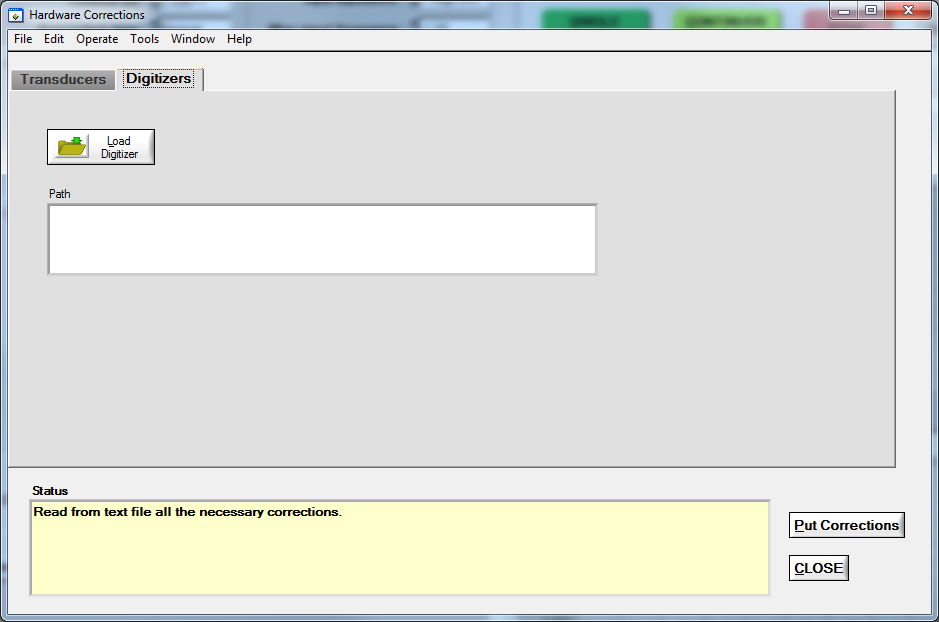 Hardware Corrections
File Edit Operate Tools Window Help
Transducers Digitizers
Load
Digitizer
Path
Status
Read from text file all the necessary corrections.
Put Corrections
CLOSE